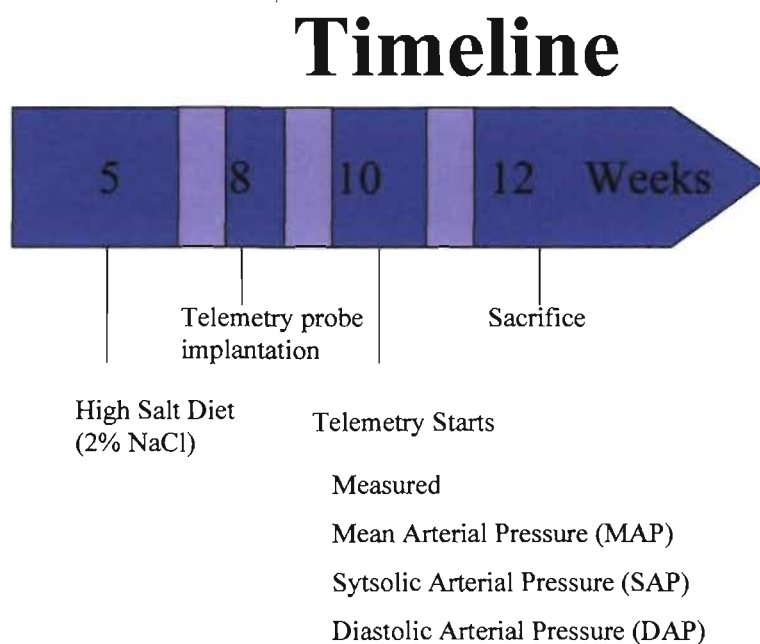 Timeline
5 8 10 12 Weeks
Telemetry probe
implantation
Sacrifice
High Salt Diet
(2% NaCl)
Telemetry Starts
Measured
Mean Arterial Pressure (MAP)
Sytsolic Arterial Pressure (SAP)
Diastolic Arterial Pressure (DAP)